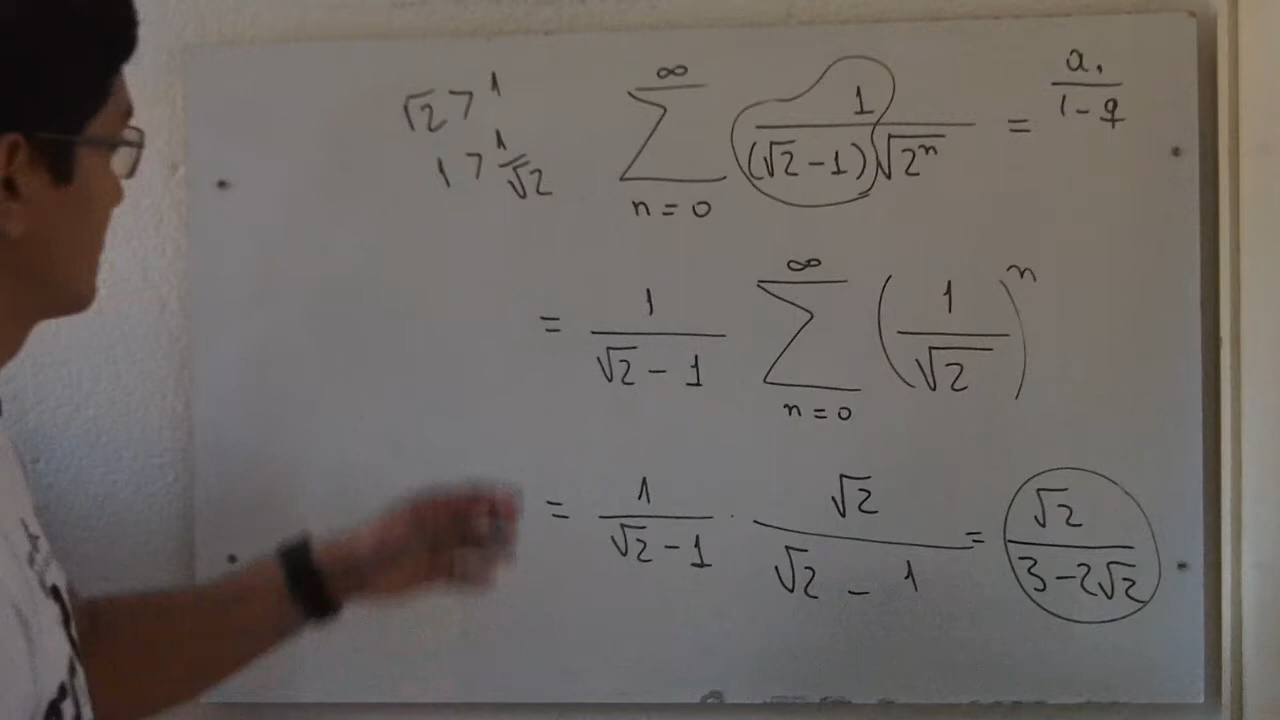 √2 > 1
1 > 1/√2
∑_{n=0}^{∞} 1/((√2-1)√(2^n)) = a₁/(1-q)
= 1/(√2-1) ∑_{n=0}^{∞} (1/√2)^n
= 1/(√2-1) · √2/(√2-1) = √2/(3-2√2)